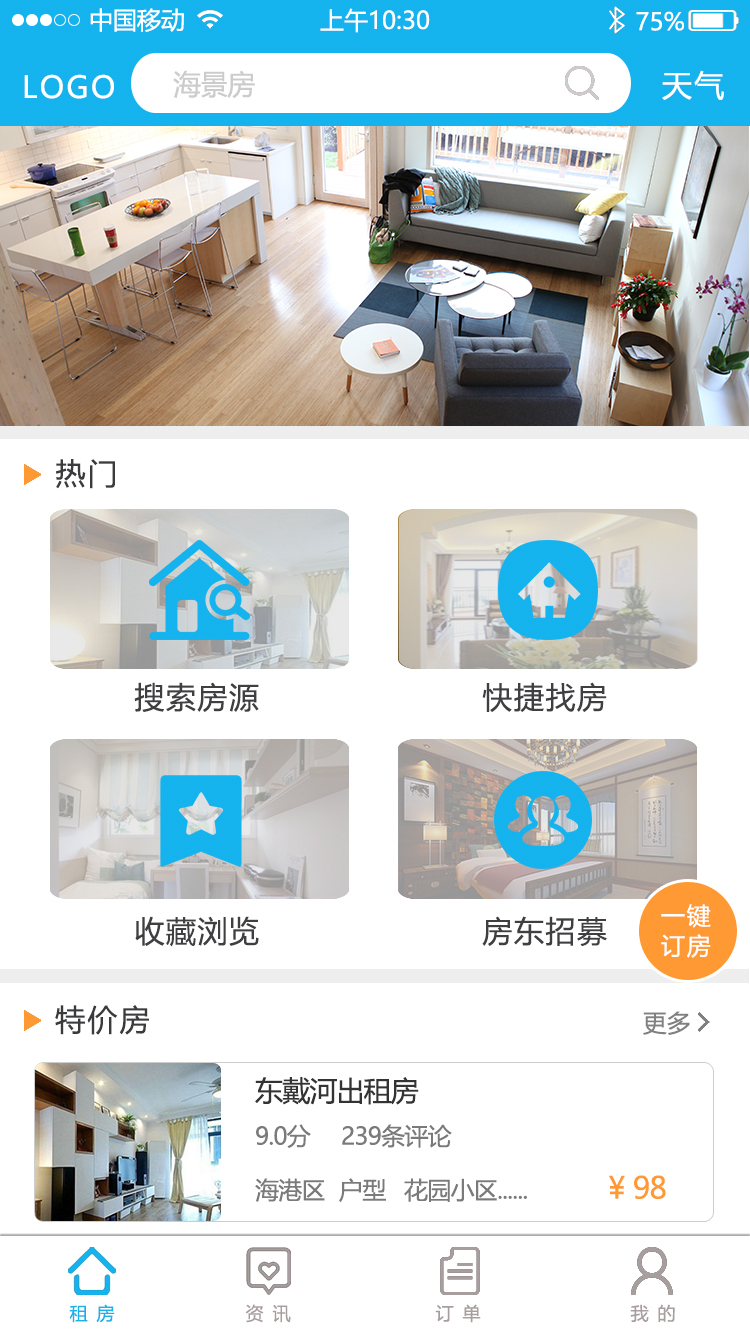 中国移动 上午10:30 75%
LOGO 海景房 天气
热门
搜索房源 快捷找房
收藏浏览 房东招募
一键
订房
特价房 更多
东戴河出租房
9.0分 239条评论
海港区 户型 花园小区...... ¥ 98
租房 资讯 订单 我的